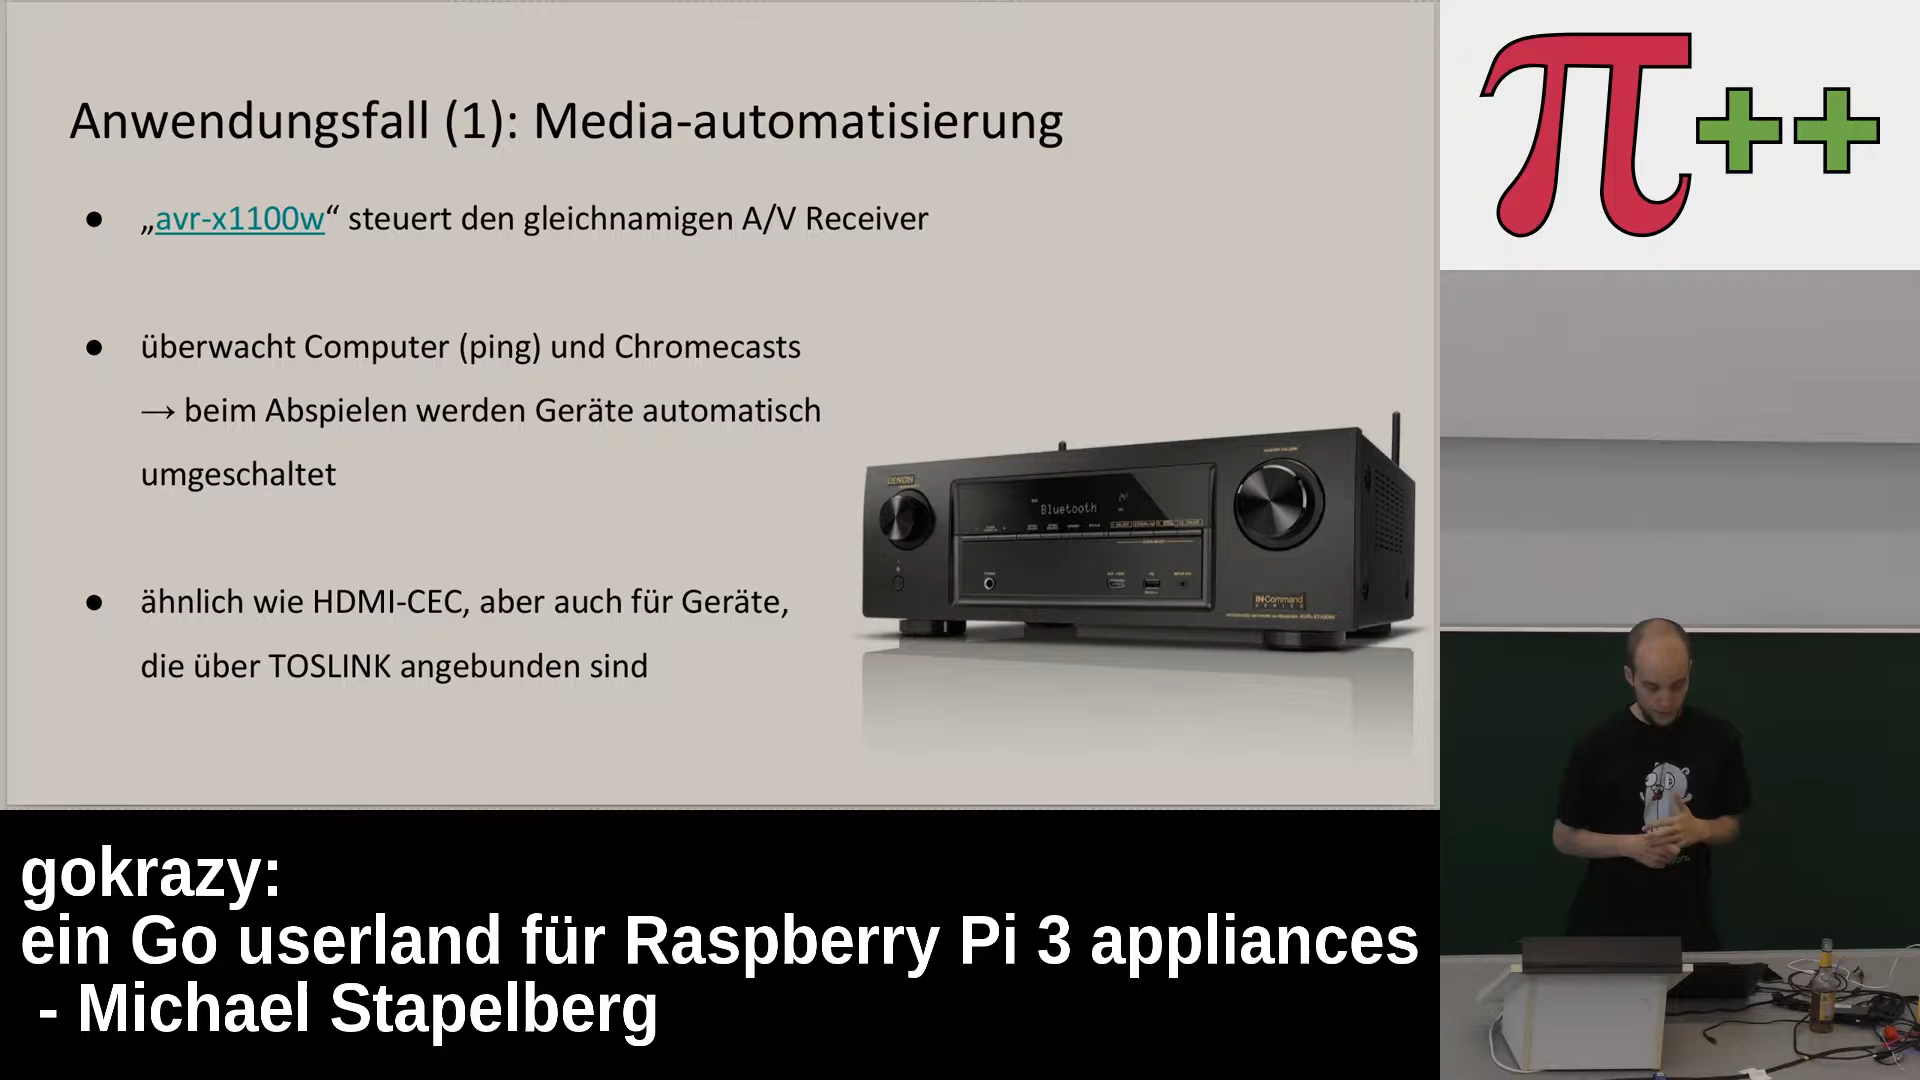 Anwendungsfall (1): Media-automatisierung
● „avr-x1100w“ steuert den gleichnamigen A/V Receiver
● überwacht Computer (ping) und Chromecasts
→ beim Abspielen werden Geräte automatisch
umgeschaltet
● ähnlich wie HDMI-CEC, aber auch für Geräte,
die über TOSLINK angebunden sind
DENON
Bluetooth
IN•Command
SERIES
π++
gokrazy:
ein Go userland für Raspberry Pi 3 appliances
- Michael Stapelberg